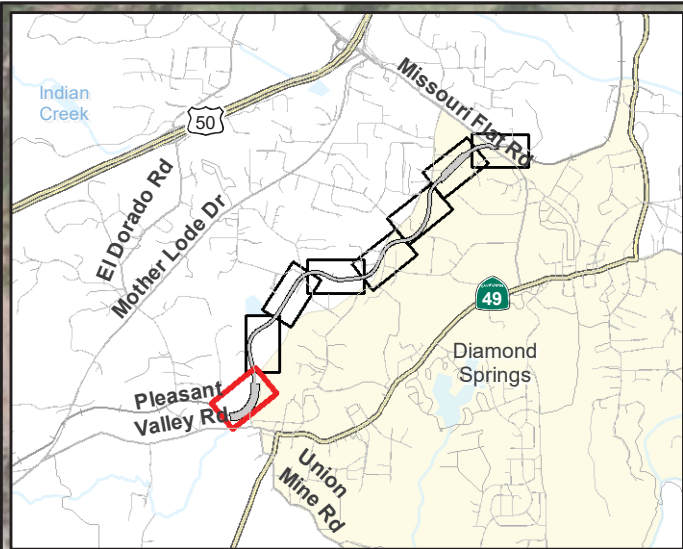 Missouri Flat Rd
Indian
Creek
50
El Dorado Rd
Mother Lode Dr
CALIFORNIA
49
Diamond
Springs
Pleasant
Valley Rd
Union
Mine Rd